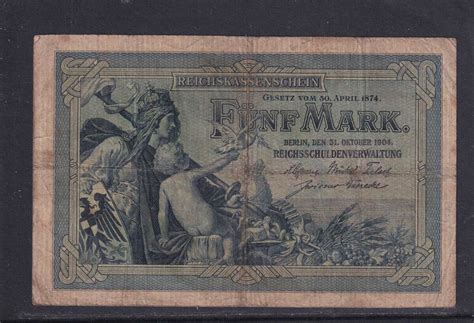 REICHSKASSENSCHEIN
GESETZ VOM 30. APRIL 1874.
FÜNF MARK.
BERLIN, DEN 31. OKTOBER 1904.
REICHSSCHULDENVERWALTUNG